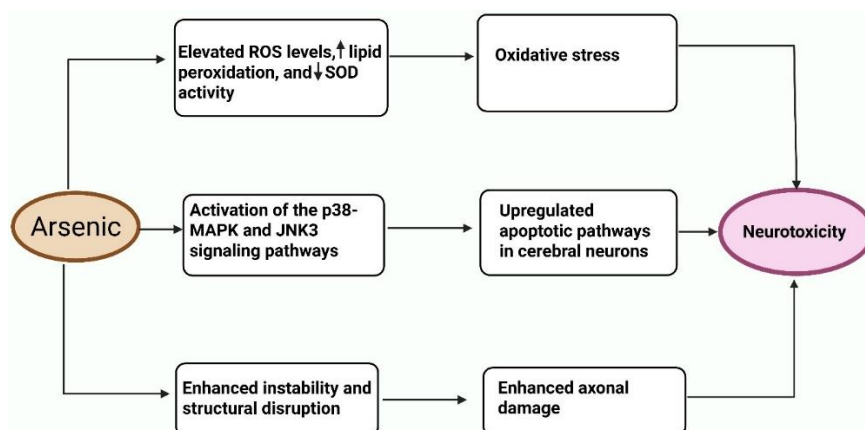 Elevated ROS levels,↑ lipid
peroxidation, and ↓SOD
activity
Oxidative stress
Arsenic
Activation of the p38-
MAPK and JNK3
signaling pathways
Upregulated
apoptotic pathways
in cerebral neurons
Neurotoxicity
Enhanced instability and
structural disruption
Enhanced axonal
damage